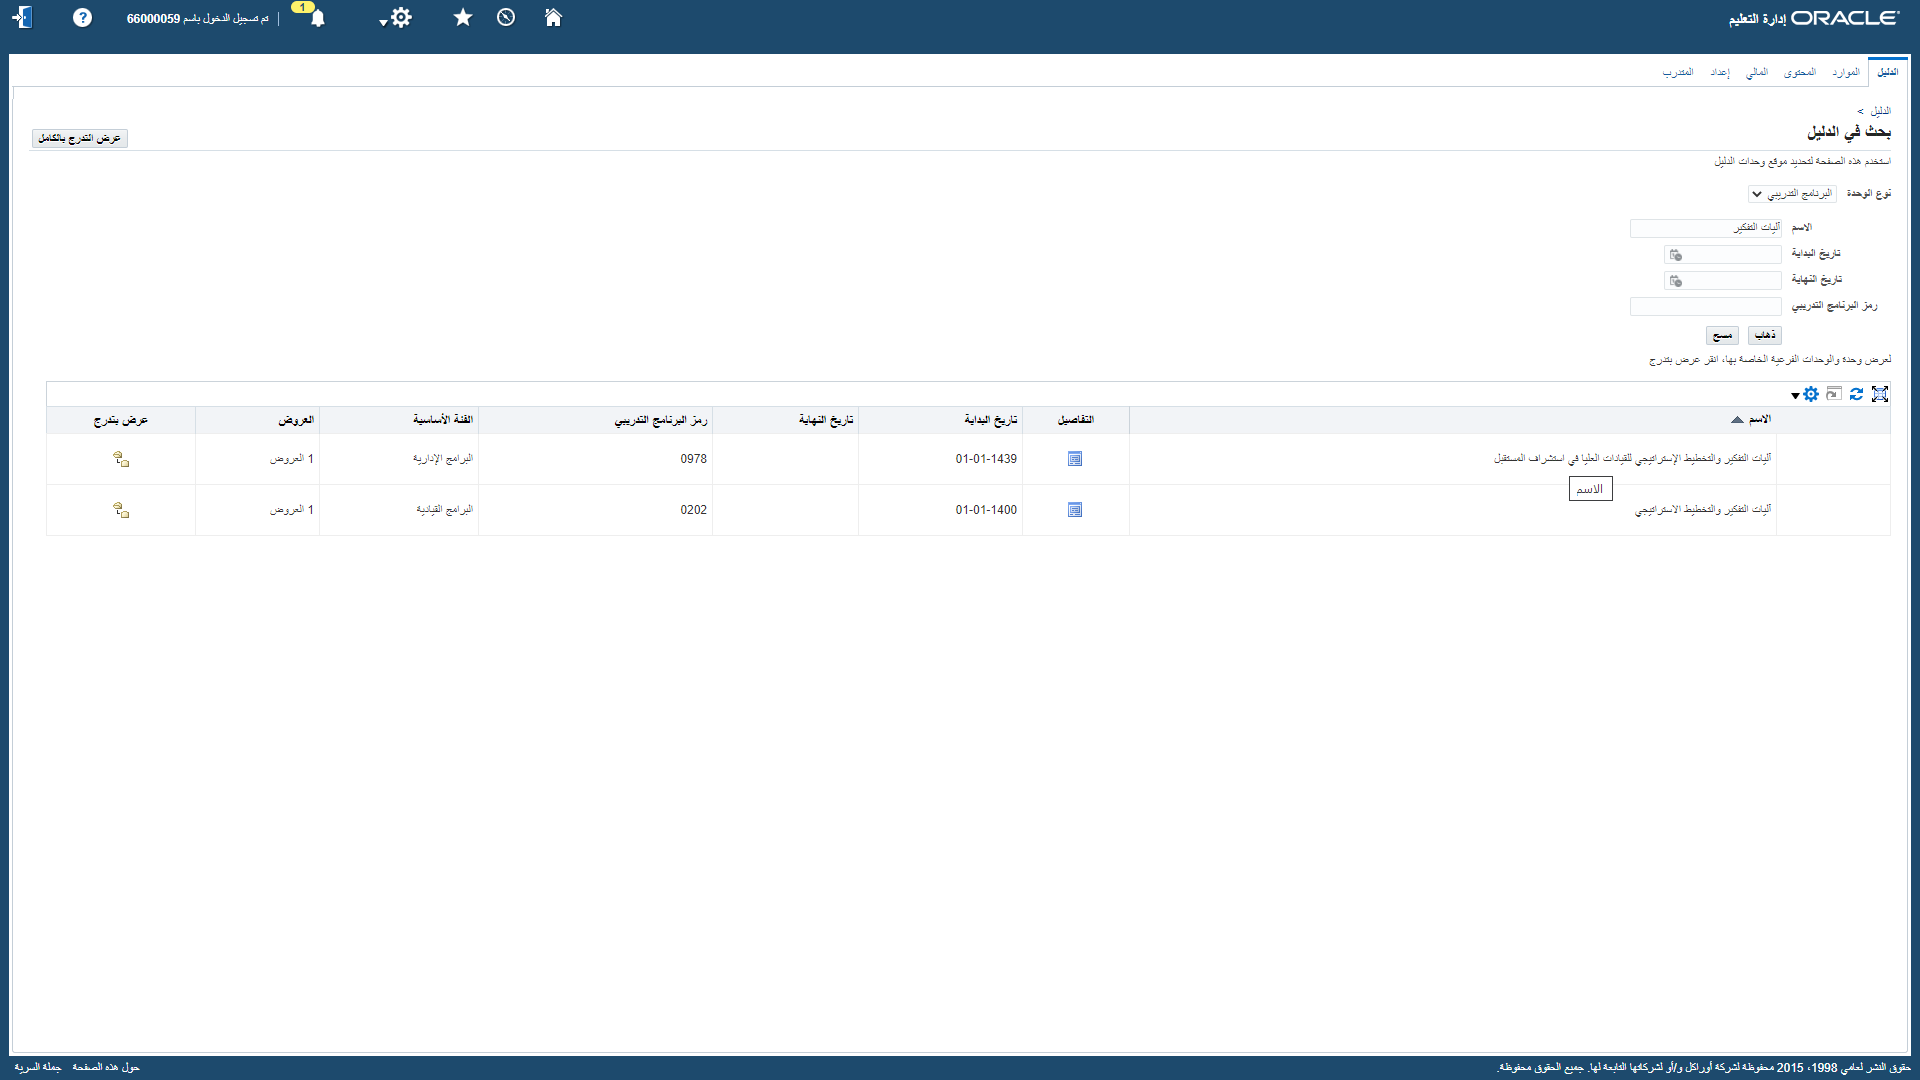 ORACLE إدارة التعليم
1
تم تسجيل الدخول باسم 66000059
الدليل
الموارد
المحتوى
المالي
إعداد
المتدرب
الدليل >
بحث في الدليل
عرض التدرج بالكامل
استخدم هذه الصفحة لتحديد موقع وحدات الدليل
نوع الوحدة البرنامج التدريبي
الاسم آليات التفكير
تاريخ البداية
تاريخ النهاية
رمز البرنامج التدريبي
ذهاب مسح
لعرض وحدة والوحدات الفرعية الخاصة بها، انقر عرض بتدرج
الاسم التفاصيل تاريخ البداية تاريخ النهاية رمز البرنامج التدريبي الفئة الأساسية العروض عرض بتدرج
آليات التفكير والتخطيط الإستراتيجي للقيادات العليا في استشراف المستقبل 01-01-1439 0978 البرامج الإدارية 1 العروض
الاسم
آليات التفكير والتخطيط الاستراتيجي 01-01-1400 0202 البرامج القيادية 1 العروض
حقوق النشر لعامي 1998، 2015 محفوظة لشركة أوراكل و/أو لشركاتها التابعة لها. جميع الحقوق محفوظة.
حول هذه الصفحة جملة السرية